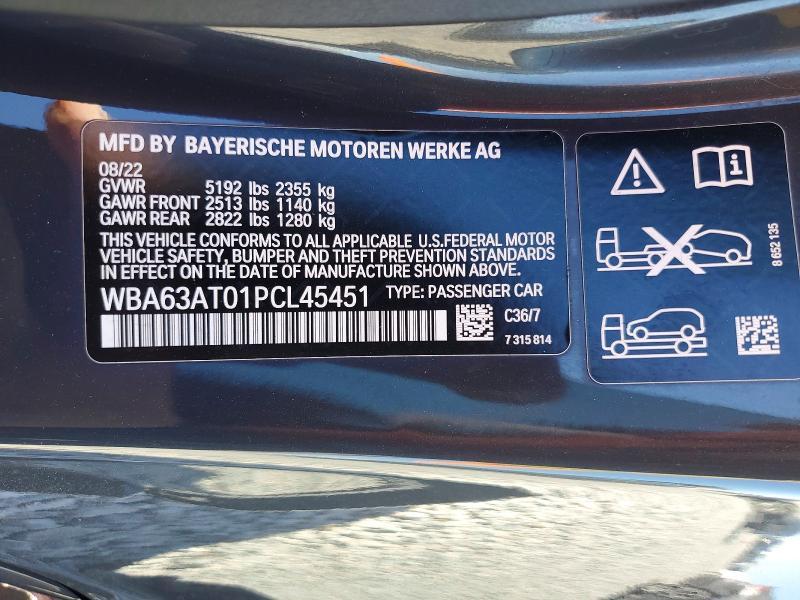 MFD BY BAYERISCHE MOTOREN WERKE AG
08/22
GVWR 5192 lbs 2355 kg
GAWR FRONT 2513 lbs 1140 kg
GAWR REAR 2822 lbs 1280 kg
THIS VEHICLE CONFORMS TO ALL APPLICABLE U.S.FEDERAL MOTOR
VEHICLE SAFETY, BUMPER AND THEFT PREVENTION STANDARDS
IN EFFECT ON THE DATE OF MANUFACTURE SHOWN ABOVE.
WBA63AT01PCL45451 TYPE: PASSENGER CAR
C36/7
7 315 814
8 652 135